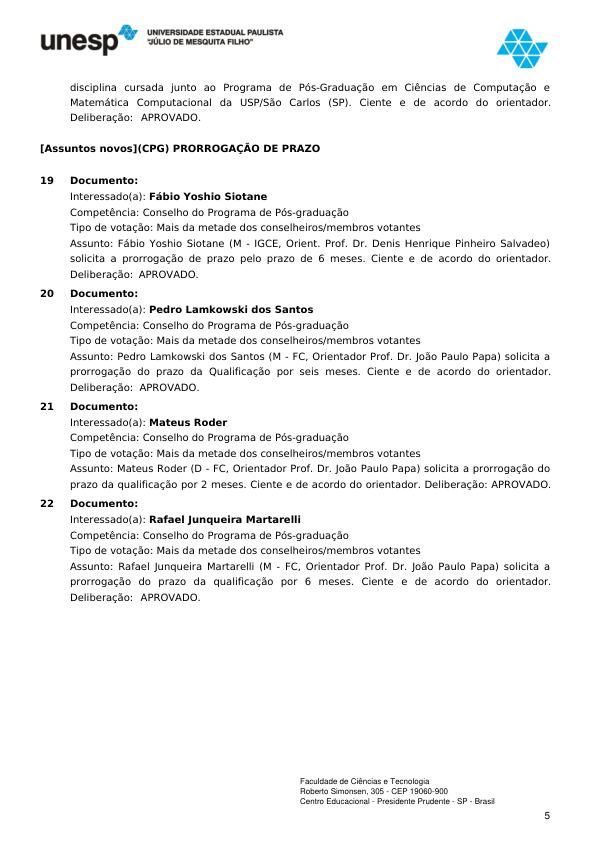 unesp
UNIVERSIDADE ESTADUAL PAULISTA
"JÚLIO DE MESQUITA FILHO"
disciplina cursada junto ao Programa de Pós-Graduação em Ciências de Computação e
Matemática Computacional da USP/São Carlos (SP). Ciente e de acordo do orientador.
Deliberação: APROVADO.
[Assuntos novos](CPG) PRORROGAÇÃO DE PRAZO
19 Documento:
Interessado(a): Fábio Yoshio Siotane
Competência: Conselho do Programa de Pós-graduação
Tipo de votação: Mais da metade dos conselheiros/membros votantes
Assunto: Fábio Yoshio Siotane (M - IGCE, Orient. Prof. Dr. Denis Henrique Pinheiro Salvadeo)
solicita a prorrogação de prazo pelo prazo de 6 meses. Ciente e de acordo do orientador.
Deliberação: APROVADO.
20 Documento:
Interessado(a): Pedro Lamkowski dos Santos
Competência: Conselho do Programa de Pós-graduação
Tipo de votação: Mais da metade dos conselheiros/membros votantes
Assunto: Pedro Lamkowski dos Santos (M - FC, Orientador Prof. Dr. João Paulo Papa) solicita a
prorrogação do prazo da Qualificação por seis meses. Ciente e de acordo do orientador.
Deliberação: APROVADO.
21 Documento:
Interessado(a): Mateus Roder
Competência: Conselho do Programa de Pós-graduação
Tipo de votação: Mais da metade dos conselheiros/membros votantes
Assunto: Mateus Roder (D - FC, Orientador Prof. Dr. João Paulo Papa) solicita a prorrogação do
prazo da qualificação por 2 meses. Ciente e de acordo do orientador. Deliberação: APROVADO.
22 Documento:
Interessado(a): Rafael Junqueira Martarelli
Competência: Conselho do Programa de Pós-graduação
Tipo de votação: Mais da metade dos conselheiros/membros votantes
Assunto: Rafael Junqueira Martarelli (M - FC, Orientador Prof. Dr. João Paulo Papa) solicita a
prorrogação do prazo da qualificação por 6 meses. Ciente e de acordo do orientador.
Deliberação: APROVADO.
Faculdade de Ciências e Tecnologia
Roberto Simonsen, 305 - CEP 19060-900
Centro Educacional - Presidente Prudente - SP - Brasil
5